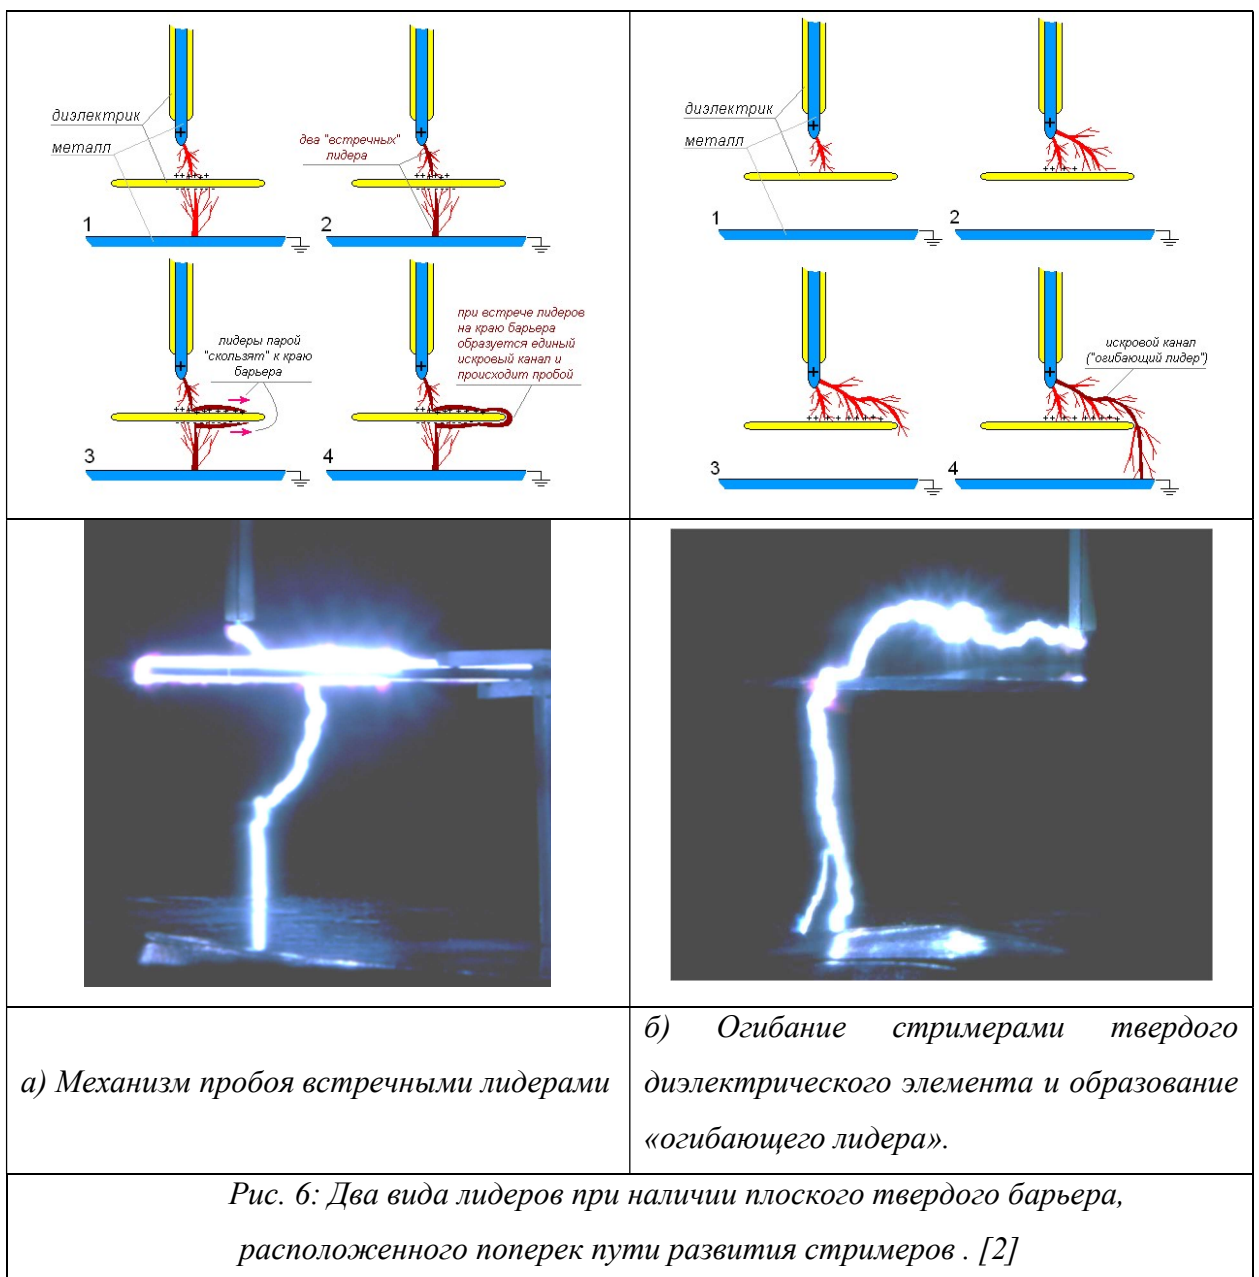 диэлектрик
металл
+
1
два "встречных"
лидера
+
2
лидеры парой
"скользят" к краю
барьера
+
3
при встрече лидеров
на краю барьера
образуется единый
искровый канал и
происходит пробой
+
4
диэлектрик
металл
+
1
+
2
+
3
искровой канал
("огибающий лидер")
+
4
а) Механизм пробоя встречными лидерами
б) Огибание стримерами твердого
диэлектрического элемента и образование
«огибающего лидера».
Рис. 6: Два вида лидеров при наличии плоского твердого барьера,
расположенного поперек пути развития стримеров . [2]